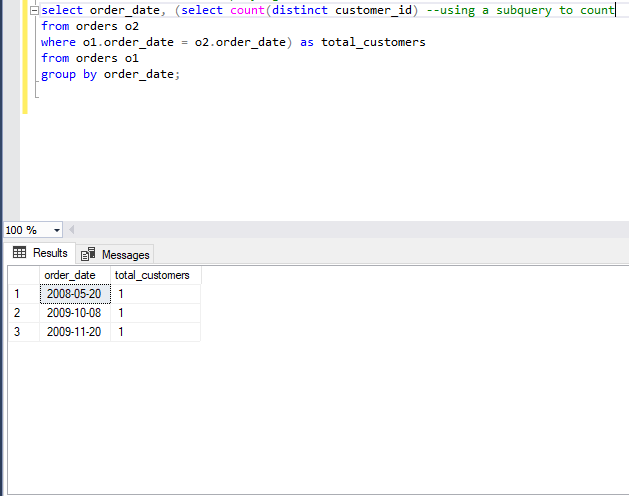 select order_date, (select count(distinct customer_id) --using a subquery to count
from orders o2
where o1.order_date = o2.order_date) as total_customers
from orders o1
group by order_date;
100 %
Results Messages
order_date total_customers
1 2008-05-20 1
2 2009-10-08 1
3 2009-11-20 1